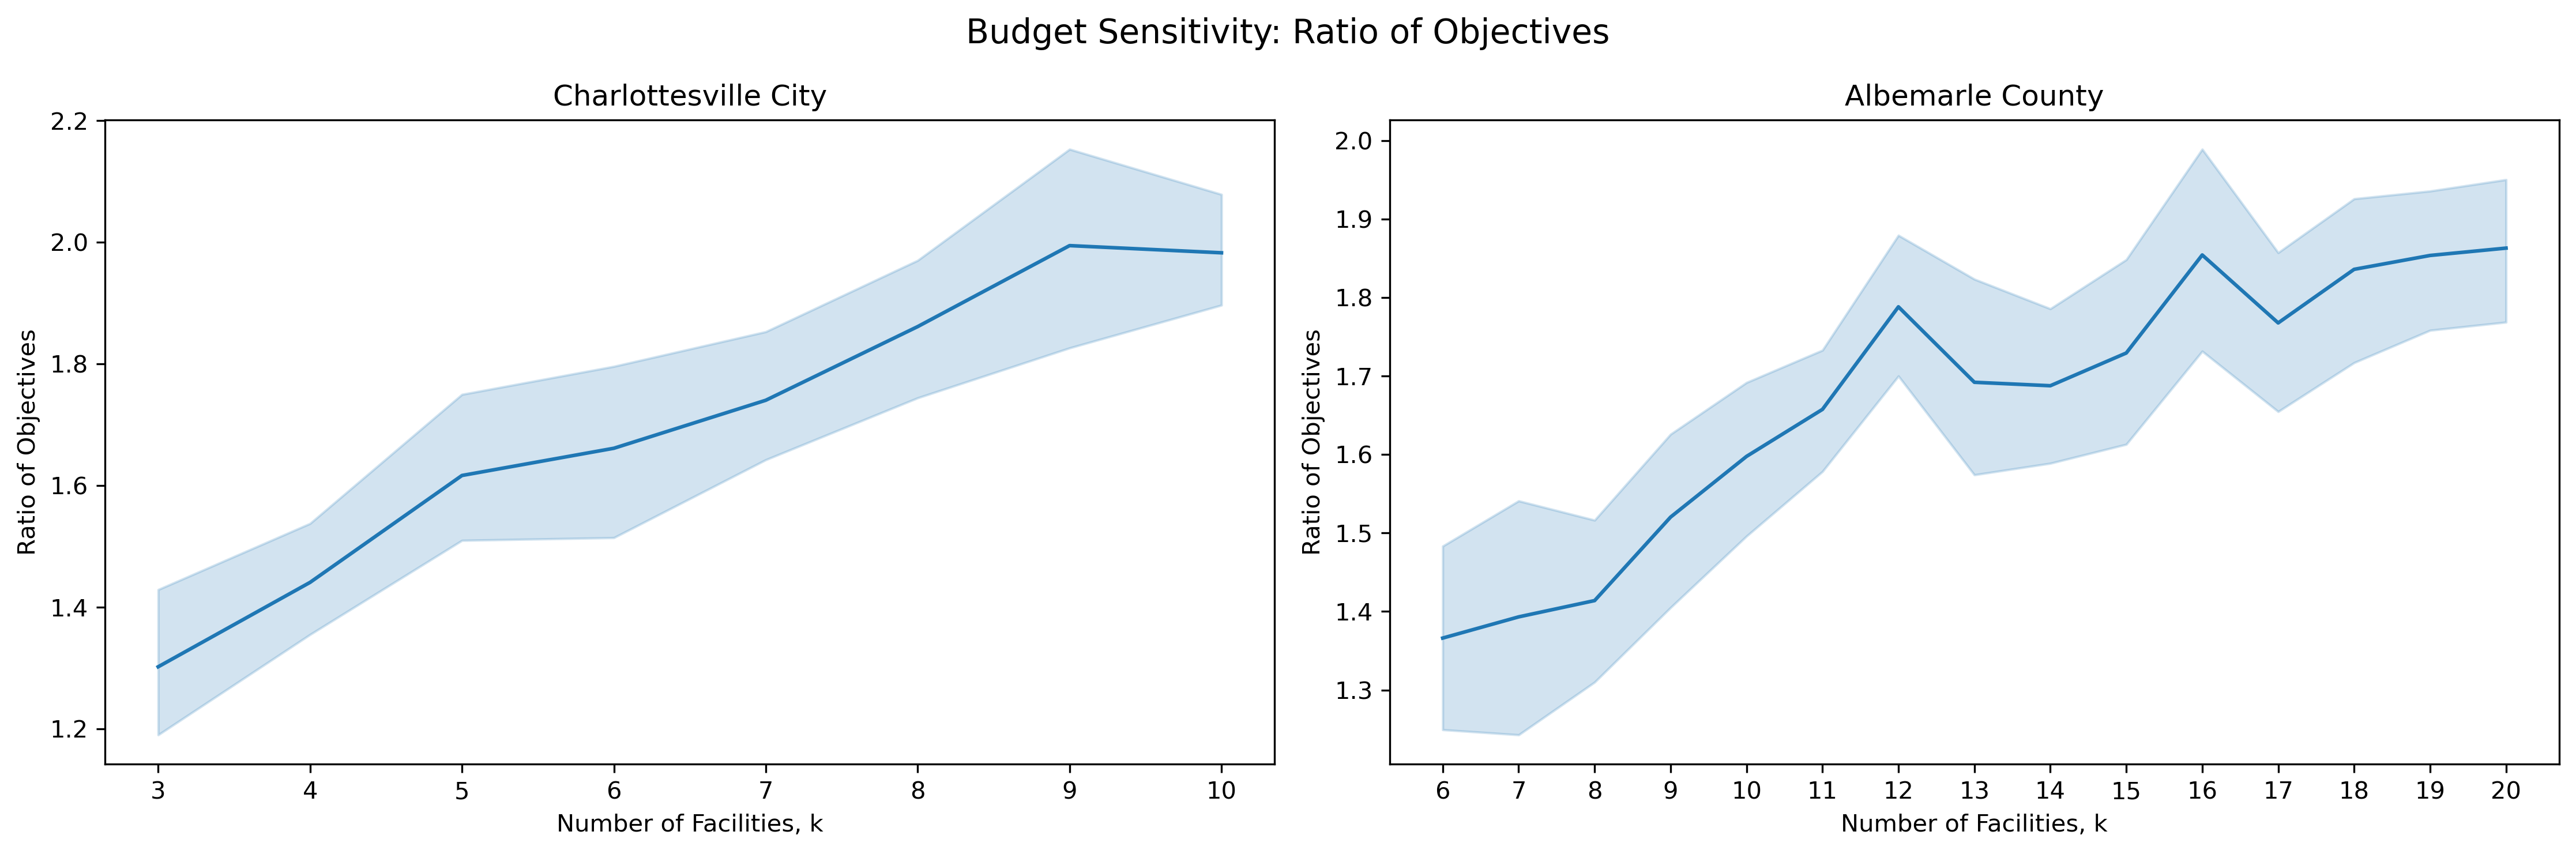 Budget Sensitivity: Ratio of Objectives
Charlottesville City
2.2
2.0
1.8
1.6
1.4
1.2
Ratio of Objectives
3 4 5 6 7 8 9 10
Number of Facilities, k
Albemarle County
2.0
1.9
1.8
1.7
1.6
1.5
1.4
1.3
Ratio of Objectives
6 7 8 9 10 11 12 13 14 15 16 17 18 19 20
Number of Facilities, k